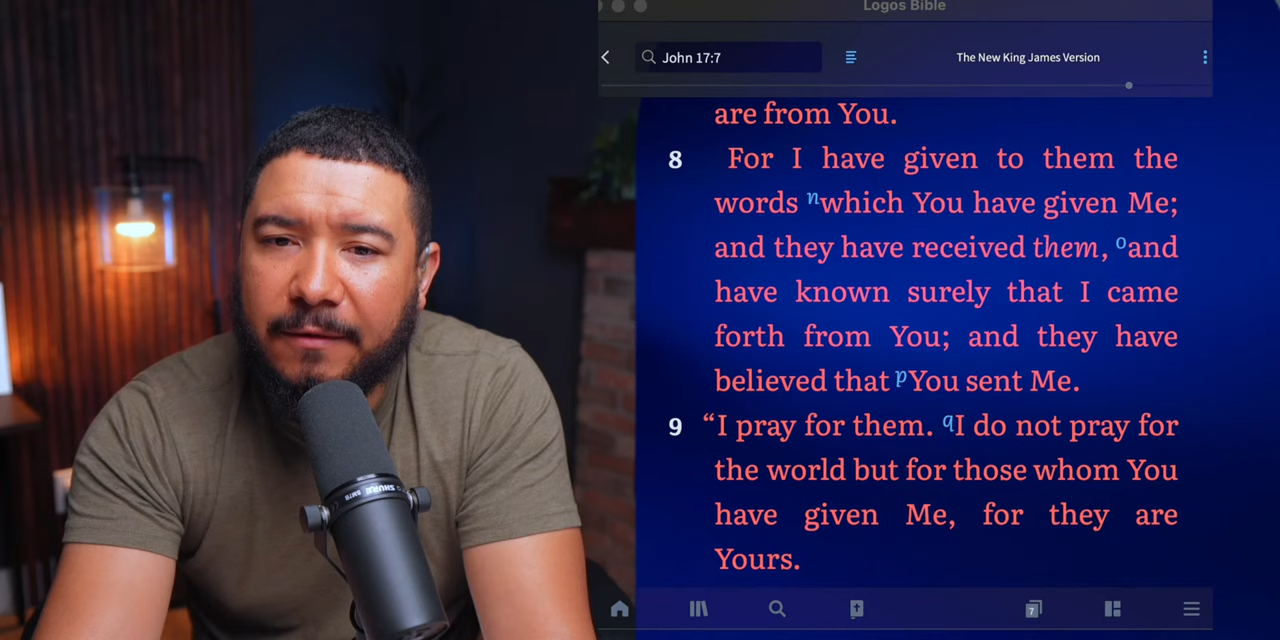 Logos Bible
John 17:7
The New King James Version
are from You.
8 For I have given to them the
words nwhich You have given Me;
and they have received them, oand
have known surely that I came
forth from You; and they have
believed that pYou sent Me.
9 “I pray for them. qI do not pray for
the world but for those whom You
have given Me, for they are
Yours.
7
SHURE SM7B